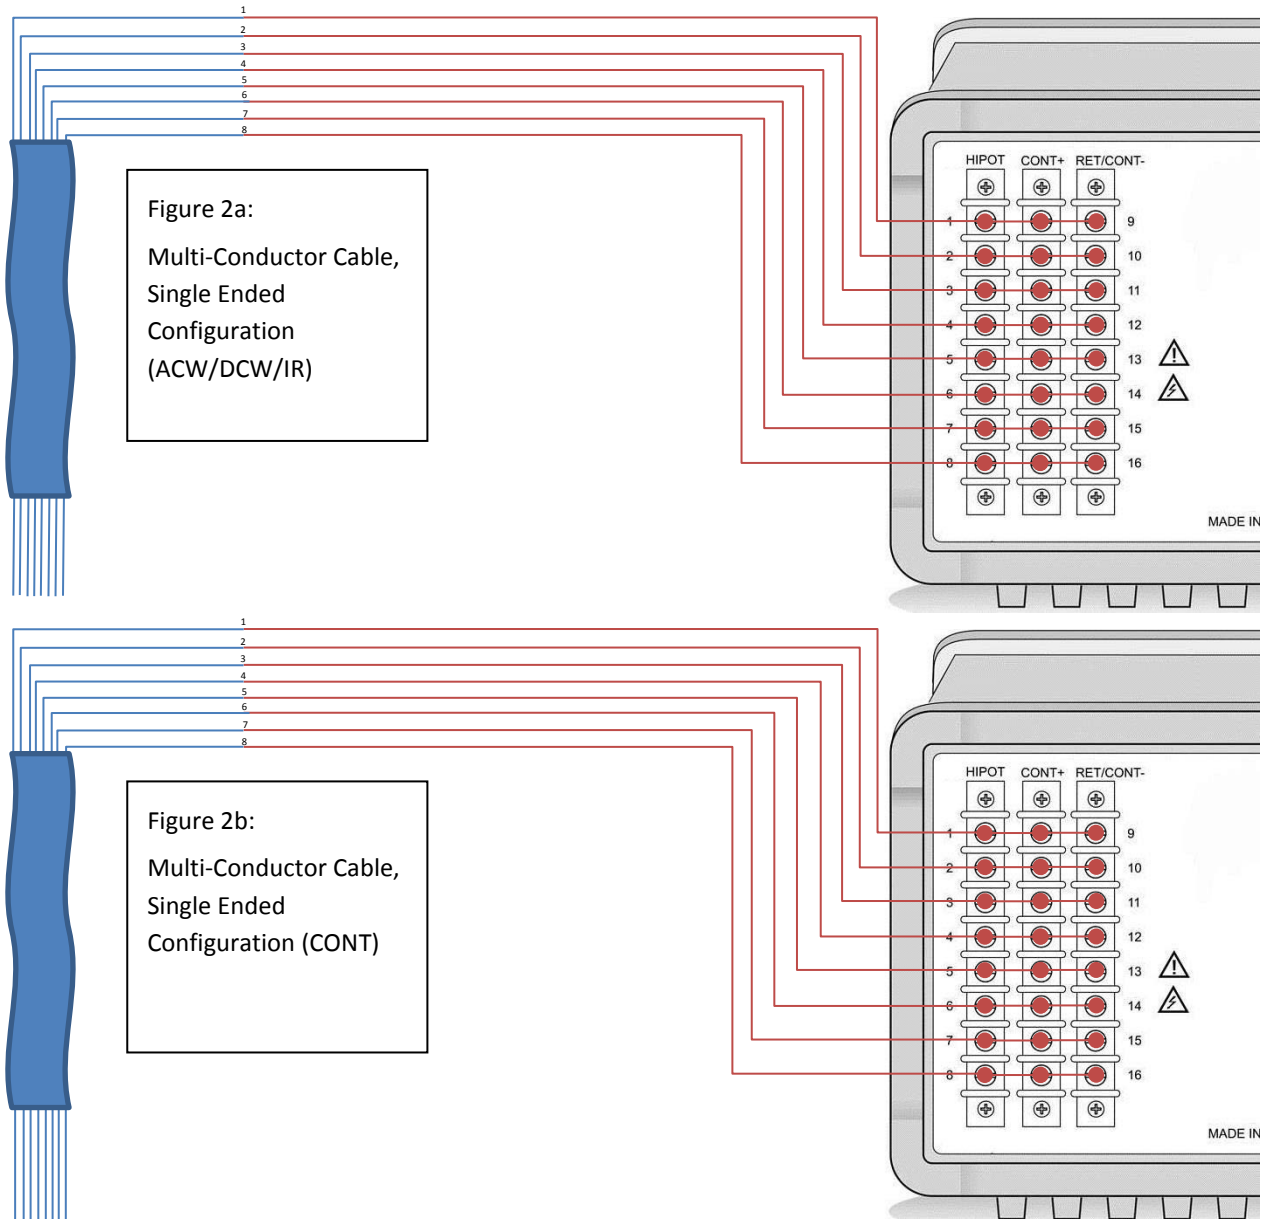 1
2
3
4
5
6
7
8
Figure 2a:
Multi-Conductor Cable,
Single Ended
Configuration
(ACW/DCW/IR)
HIPOT CONT+ RET/CONT-
1 9
2 10
3 11
4 12
5 13
6 14
7 15
8 16
MADE IN
1
2
3
4
5
6
7
8
Figure 2b:
Multi-Conductor Cable,
Single Ended
Configuration (CONT)
HIPOT CONT+ RET/CONT-
1 9
2 10
3 11
4 12
5 13
6 14
7 15
8 16
MADE IN